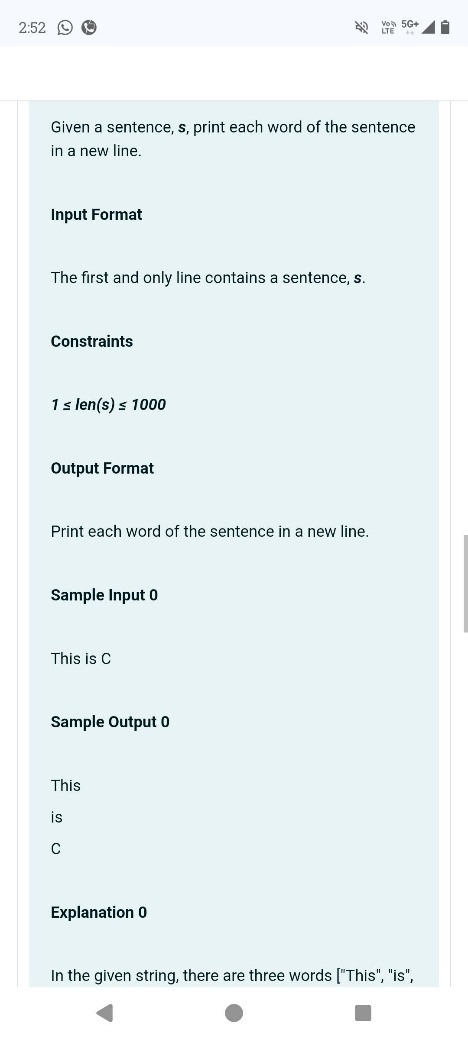 2:52
Vo))
LTE
5G+
Given a sentence, s, print each word of the sentence
in a new line.
Input Format
The first and only line contains a sentence, s.
Constraints
1 ≤ len(s) ≤ 1000
Output Format
Print each word of the sentence in a new line.
Sample Input 0
This is C
Sample Output 0
This
is
C
Explanation 0
In the given string, there are three words ["This", "is",